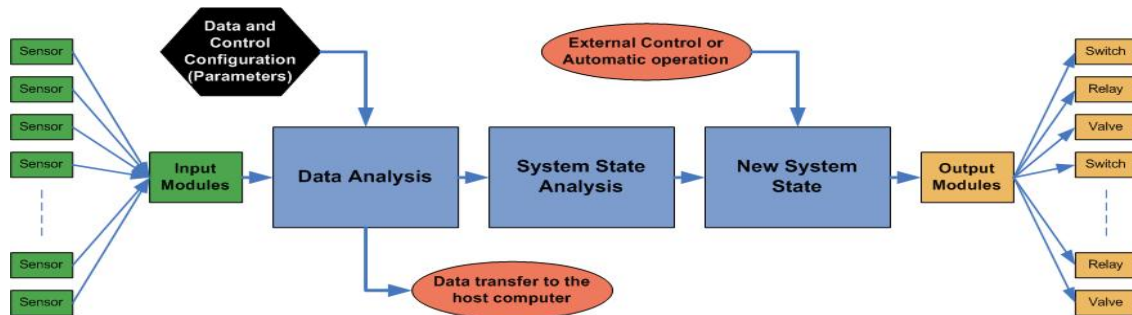 Sensor
Sensor
Sensor
Sensor
Sensor
Sensor
Input
Modules
Data and
Control
Configuration
(Parameters)
Data Analysis
Data transfer to the
host computer
System State
Analysis
External Control or
Automatic operation
New System
State
Output
Modules
Switch
Relay
Valve
Switch
Relay
Valve